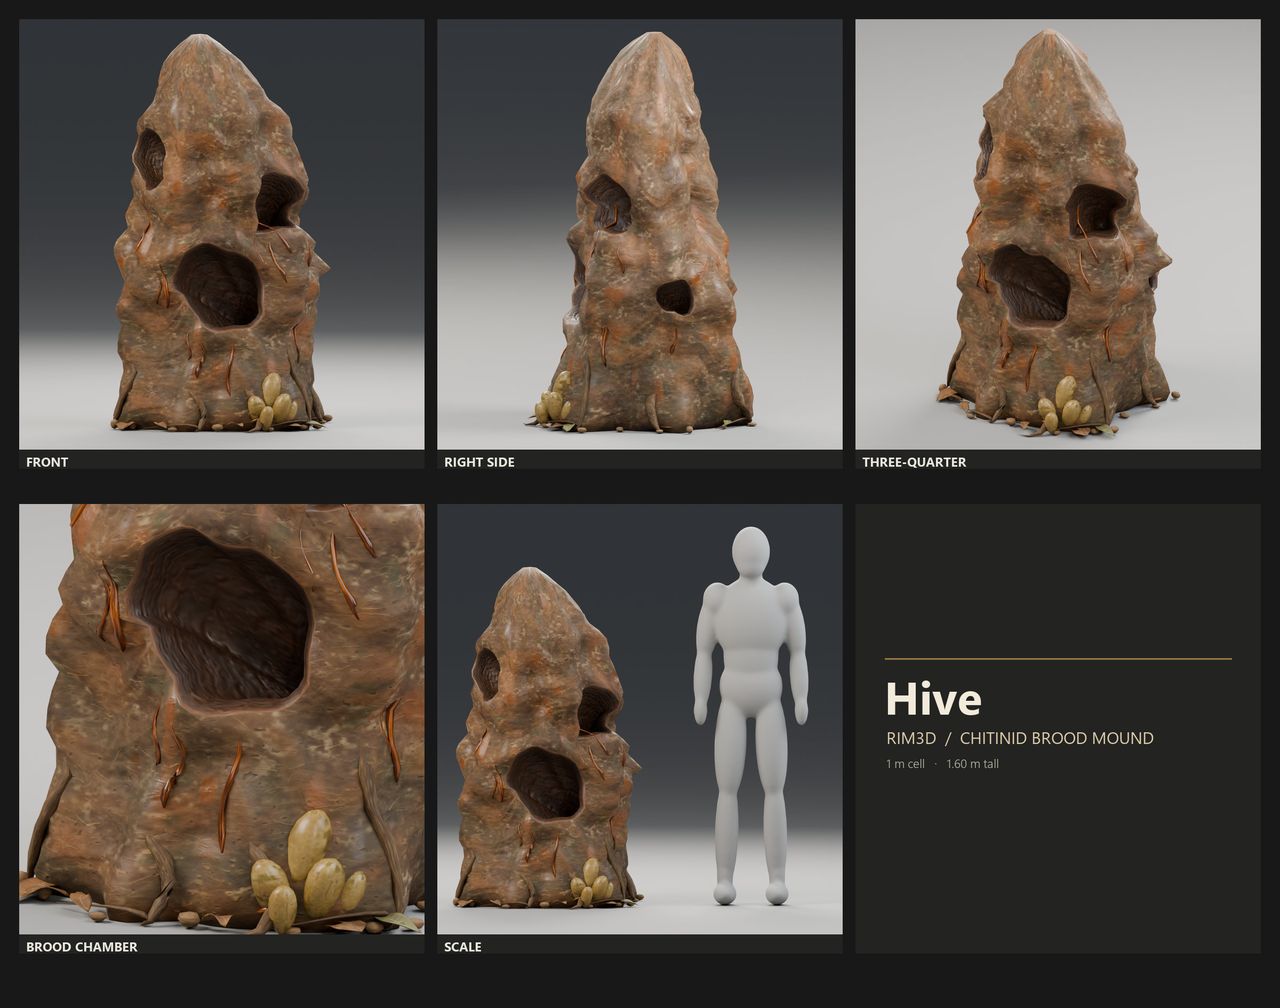 FRONT
RIGHT SIDE
THREE-QUARTER
BROOD CHAMBER
SCALE
Hive
RIM3D / CHITINID BROOD MOUND
1 m cell · 1.60 m tall